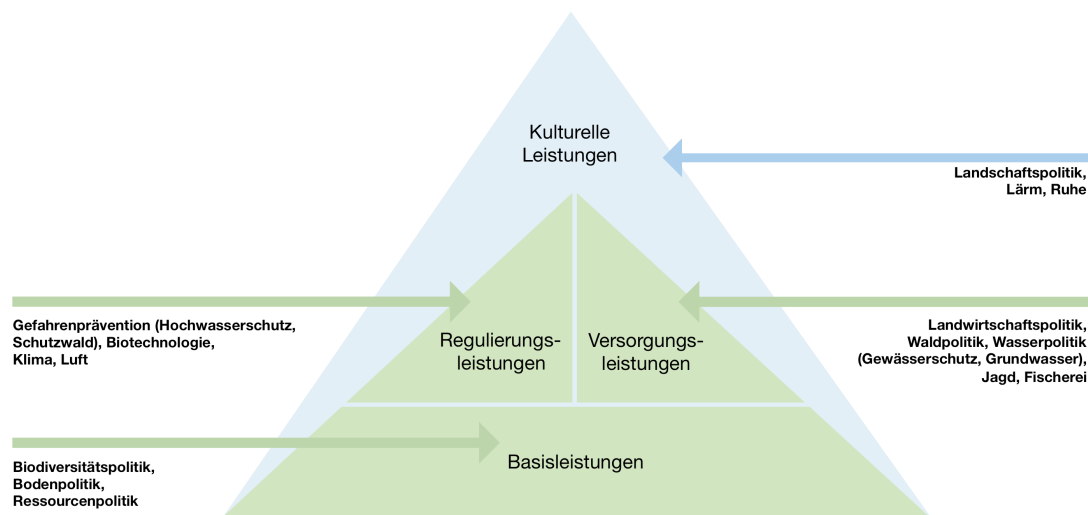 Kulturelle
Leistungen
Landschaftspolitik,
Lärm, Ruhe
Gefahrenprävention (Hochwasserschutz,
Schutzwald), Biotechnologie,
Klima, Luft
Regulierungs-
leistungen
Versorgungs-
leistungen
Landwirtschaftspolitik,
Waldpolitik, Wasserpolitik
(Gewässerschutz, Grundwasser),
Jagd, Fischerei
Biodiversitätspolitik,
Bodenpolitik,
Ressourcenpolitik
Basisleistungen